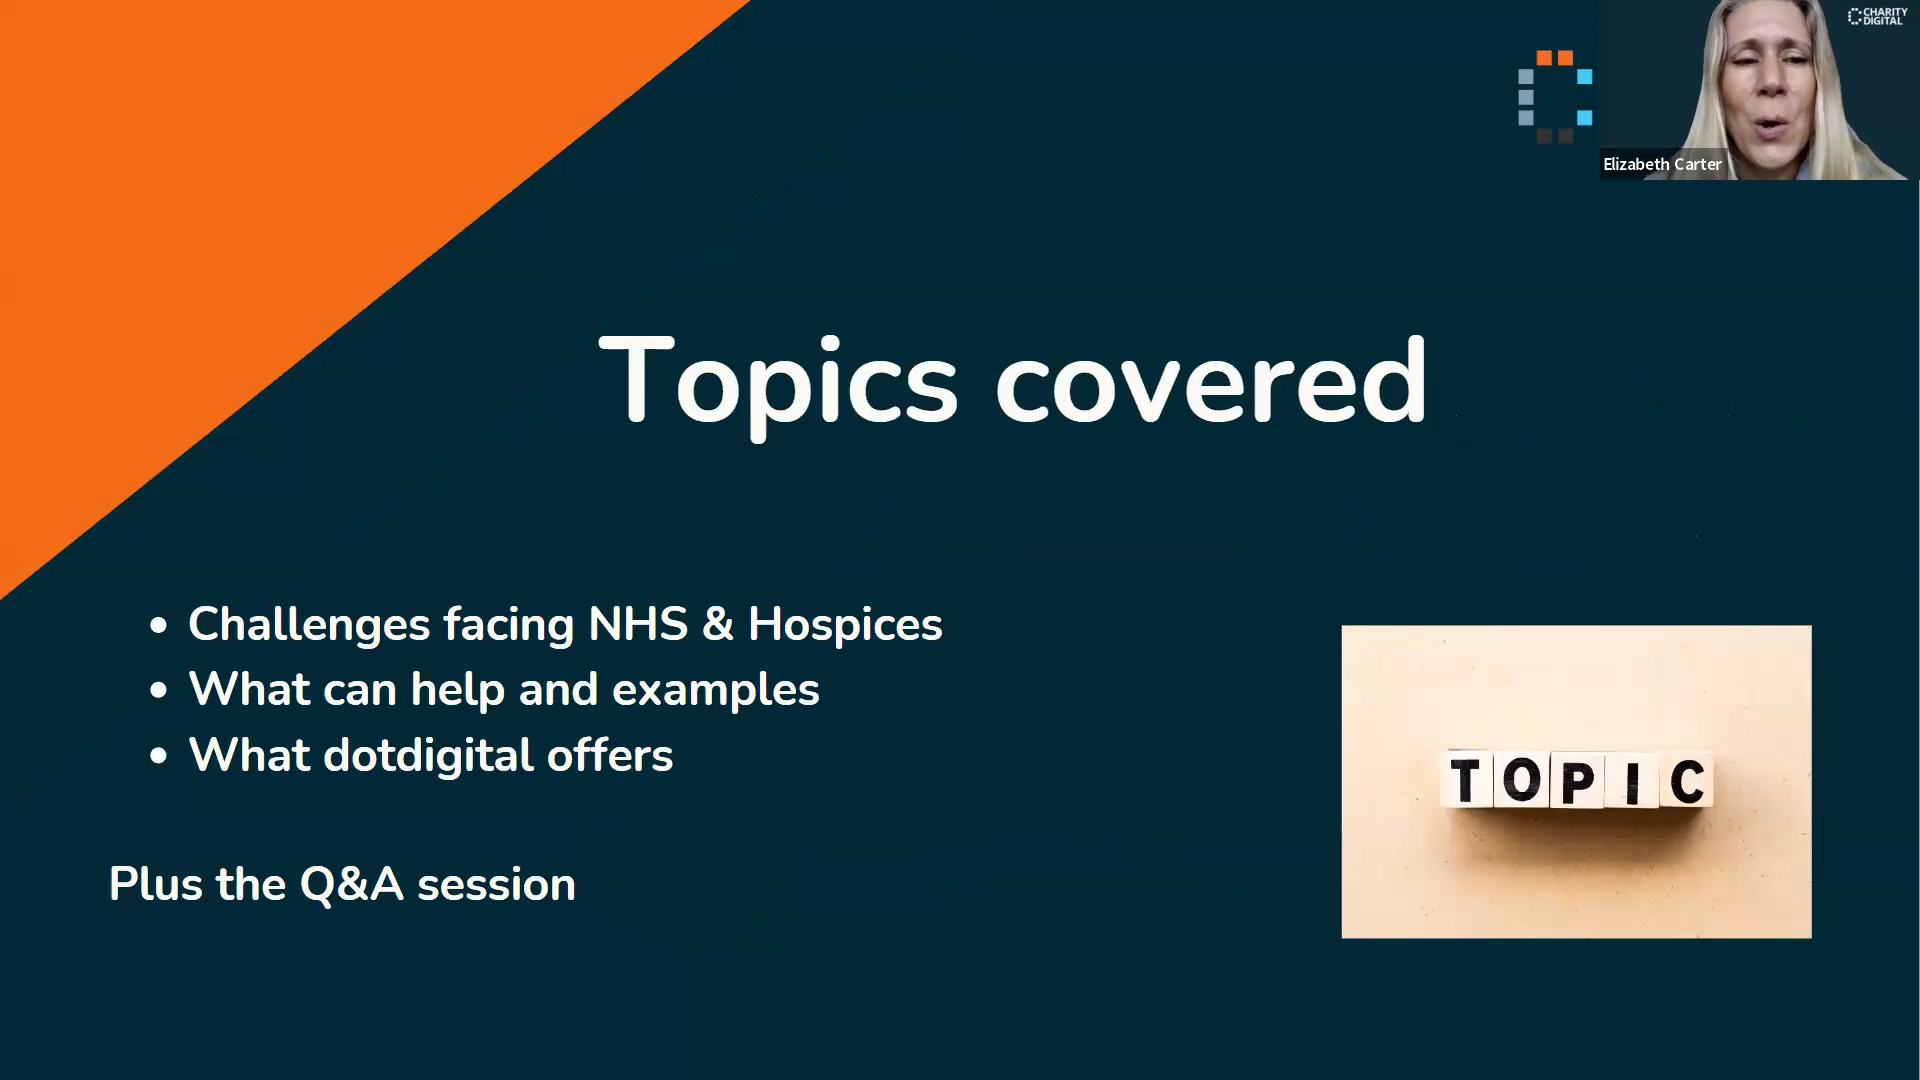 CHARITY
DIGITAL
Elizabeth Carter
Topics covered
• Challenges facing NHS & Hospices
• What can help and examples
• What dotdigital offers
Plus the Q&A session
TOPIC